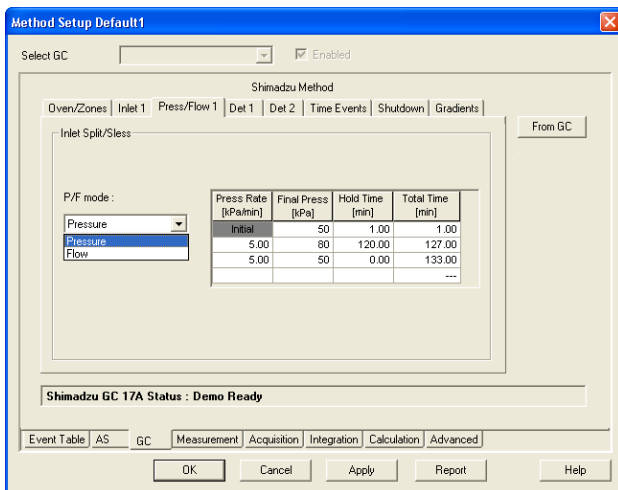 Method Setup Default1
Select GC
Enabled
Shimadzu Method
Oven/Zones Inlet 1 Press/Flow 1 Det 1 Det 2 Time Events Shutdown Gradients
From GC
Inlet Split/Sless
P/F mode :
Pressure
Pressure
Flow
Press Rate Final Press Hold Time Total Time
[kPa/min] [kPa] [min] [min]
Initial 50 1.00 1.00
5.00 80 120.00 127.00
5.00 50 0.00 133.00
---
Shimadzu GC 17A Status : Demo Ready
Event Table AS GC Measurement Acquisition Integration Calculation Advanced
OK Cancel Apply Report Help